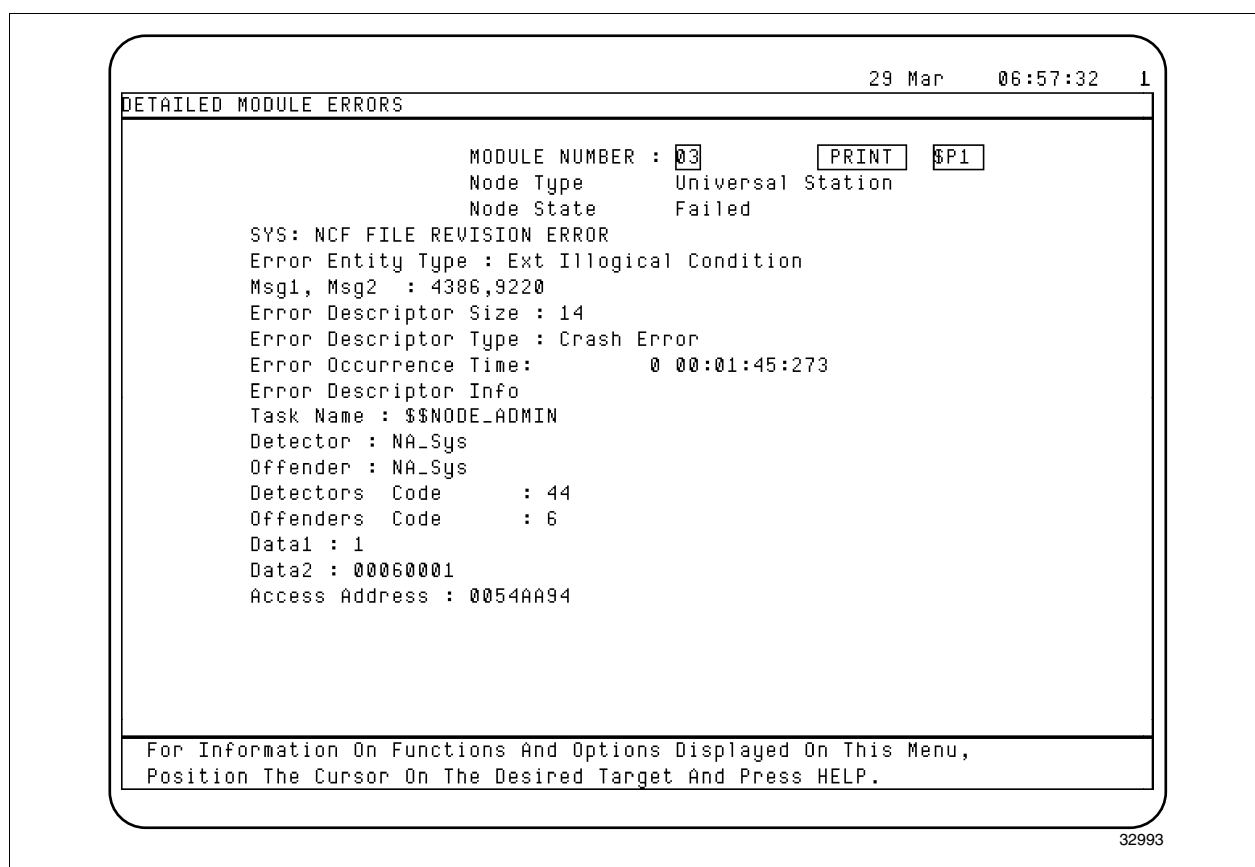 29 Mar 06:57:32 1
DETAILED MODULE ERRORS
MODULE NUMBER : 03 PRINT $P1
Node Type Universal Station
Node State Failed
SYS: NCF FILE REVISION ERROR
Error Entity Type : Ext Illogical Condition
Msg1, Msg2 : 4386,9220
Error Descriptor Size : 14
Error Descriptor Type : Crash Error
Error Occurrence Time: 0 00:01:45:273
Error Descriptor Info
Task Name : $$NODE_ADMIN
Detector : NA_Sys
Offender : NA_Sys
Detectors Code : 44
Offenders Code : 6
Data1 : 1
Data2 : 00060001
Access Address : 0054AA94
For Information On Functions And Options Displayed On This Menu,
Position The Cursor On The Desired Target And Press HELP.
32993